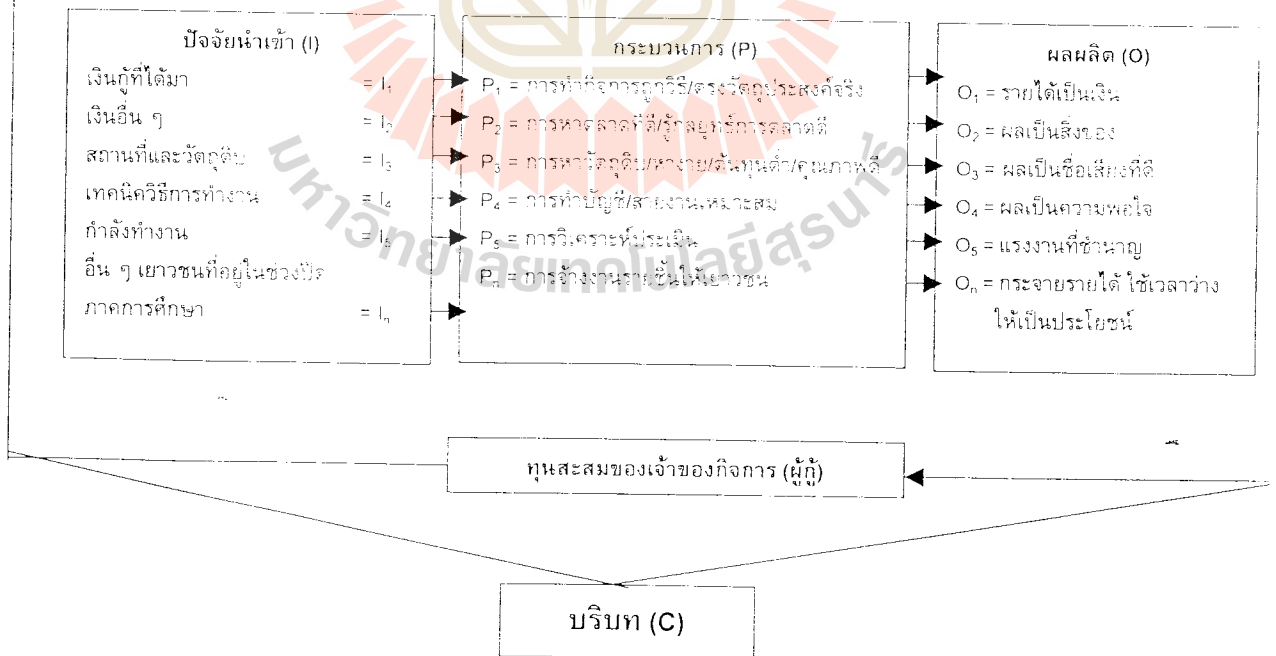 ปัจจัยนำเข้า (I)
เงินกู้ที่ได้มา = I₁
เงินอื่น ๆ = I₂
สถานที่และวัตถุดิบ = I₃
เทคนิควิธีการทำงาน = I₄
กำลังทำงาน = I₅
อื่น ๆ เยาวชนที่อยู่ในช่วงปิด
ภาคการศึกษา = Iₙ
กระบวนการ (P)
P₁ = การทำกิจการถูกวิธี/ตรงวัตถุประสงค์จริง
P₂ = การหาตลาดที่ดี/รู้กลยุทธ์การตลาดดี
P₃ = การหาวัตถุดิบ/หาง่าย/ต้นทุนต่ำ/คุณภาพดี
P₄ = การทำบัญชี/สายงานเหมาะสม
P₅ = การวิเคราะห์ประเมิน
Pₙ = การจ้างงานรายชิ้นให้เยาวชน
ผลผลิต (O)
O₁ = รายได้เป็นเงิน
O₂ = ผลเป็นสิ่งของ
O₃ = ผลเป็นชื่อเสียงที่ดี
O₄ = ผลเป็นความพอใจ
O₅ = แรงงานที่ชำนาญ
Oₙ = กระจายรายได้ ใช้เวลาว่าง
ให้เป็นประโยชน์
มหาวิทยาลัยเทคโนโลยีสุรนารี
ทุนสะสมของเจ้าของกิจการ (ผู้กู้)
บริบท (C)